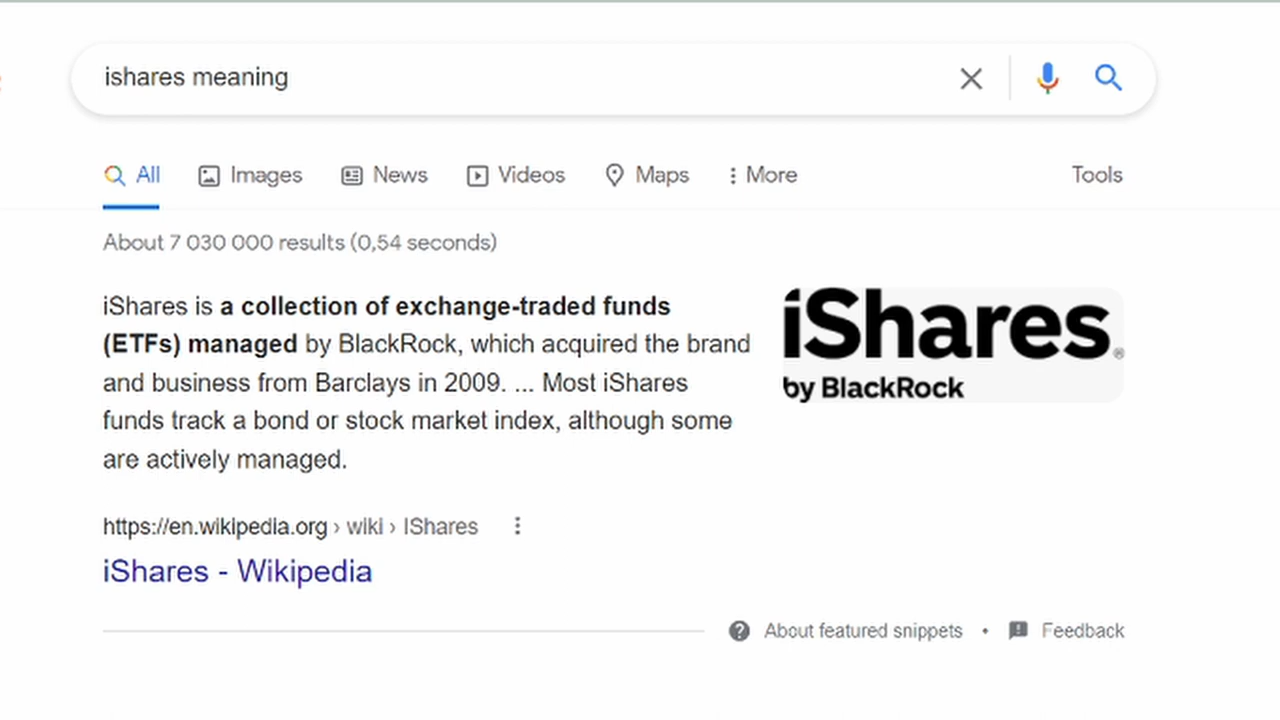 ishares meaning
All Images News Videos Maps More Tools
About 7 030 000 results (0,54 seconds)
iShares is a collection of exchange-traded funds
(ETFs) managed by BlackRock, which acquired the brand
and business from Barclays in 2009. ... Most iShares
funds track a bond or stock market index, although some
are actively managed.
iShares®
by BlackRock
https://en.wikipedia.org › wiki › IShares
iShares - Wikipedia
About featured snippets • Feedback